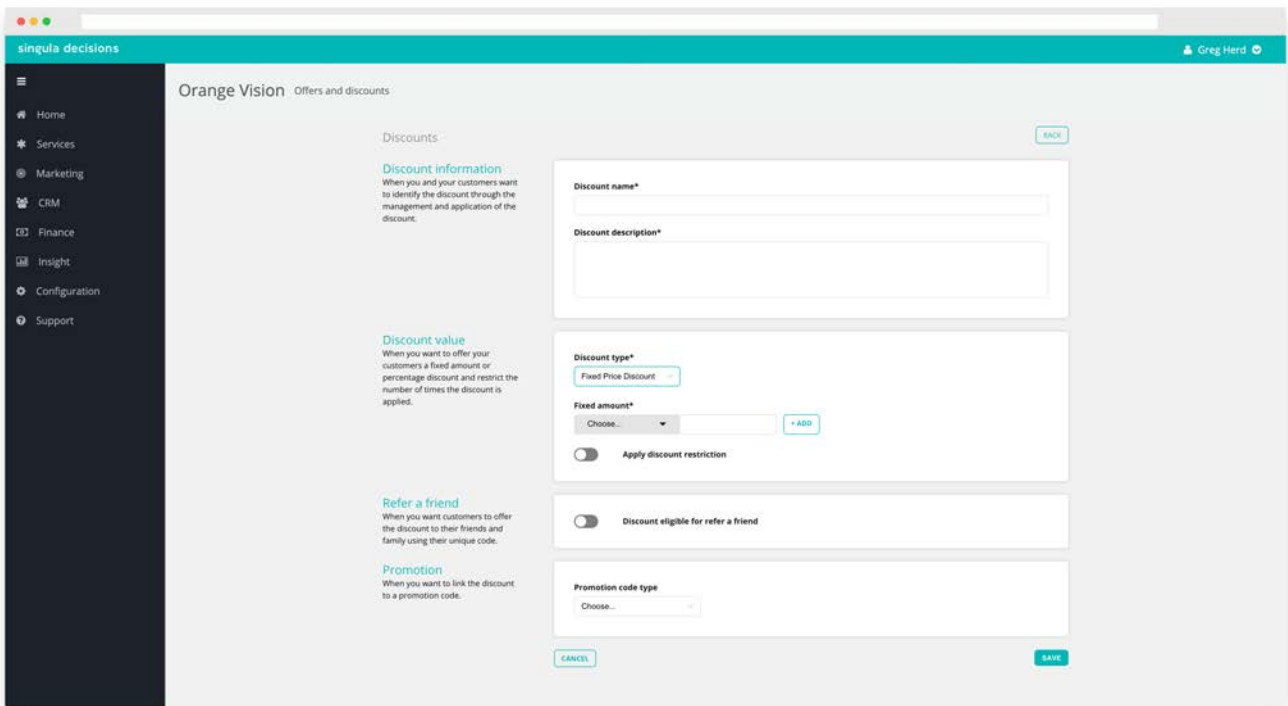 singula decisions
Greg Herd
Orange Vision Offers and discounts
Home
Services
Marketing
CRM
Finance
Insight
Configuration
Support
Discounts
BACK
Discount information
When you and your customers want
to identify the discount through the
management and application of the
discount.
Discount name*
Discount description*
Discount value
When you want to offer your
customers a fixed amount or
percentage discount and restrict the
number of times the discount is
applied.
Discount type*
Fixed Price Discount
Fixed amount*
Choose...
+ ADD
Apply discount restriction
Refer a friend
When you want customers to offer
the discount to their friends and
family using their unique code.
Discount eligible for refer a friend
Promotion
When you want to link the discount
to a promotion code.
Promotion code type
Choose...
CANCEL
SAVE